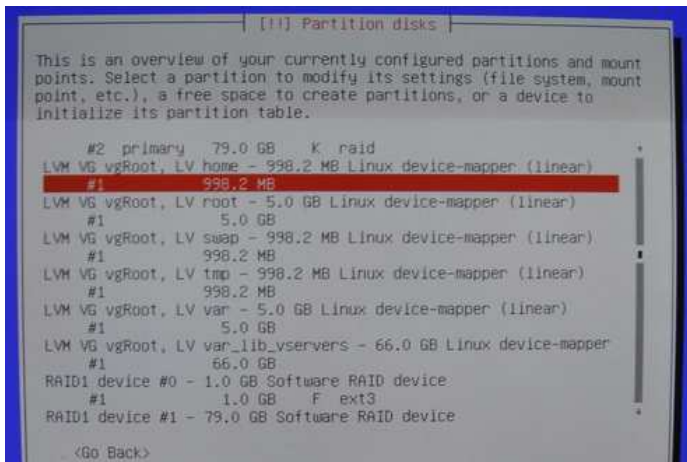 [!!] Partition disks
This is an overview of your currently configured partitions and mount
points. Select a partition to modify its settings (file system, mount
point, etc.), a free space to create partitions, or a device to
initialize its partition table.
#2 primary 79.0 GB K raid
LVM VG vgRoot, LV home - 998.2 MB Linux device-mapper (linear)
#1 998.2 MB
LVM VG vgRoot, LV root - 5.0 GB Linux device-mapper (linear)
#1 5.0 GB
LVM VG vgRoot, LV swap - 998.2 MB Linux device-mapper (linear)
#1 998.2 MB
LVM VG vgRoot, LV tmp - 998.2 MB Linux device-mapper (linear)
#1 998.2 MB
LVM VG vgRoot, LV var - 5.0 GB Linux device-mapper (linear)
#1 5.0 GB
LVM VG vgRoot, LV var_lib_vservers - 66.0 GB Linux device-mapper
#1 66.0 GB
RAID1 device #0 - 1.0 GB Software RAID device
#1 1.0 GB F ext3
RAID1 device #1 - 79.0 GB Software RAID device
<Go Back>